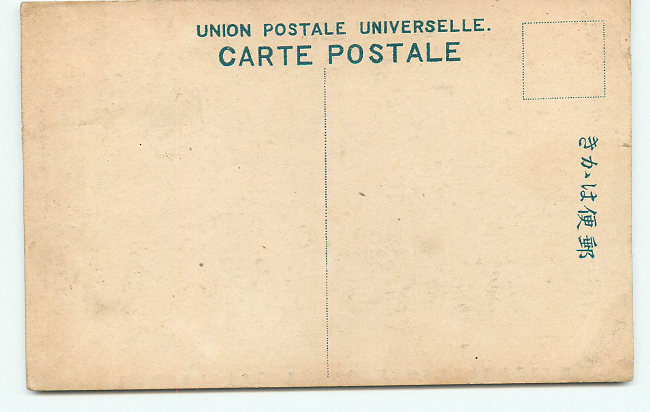 UNION POSTALE UNIVERSELLE.
CARTE POSTALE
郵便はがき